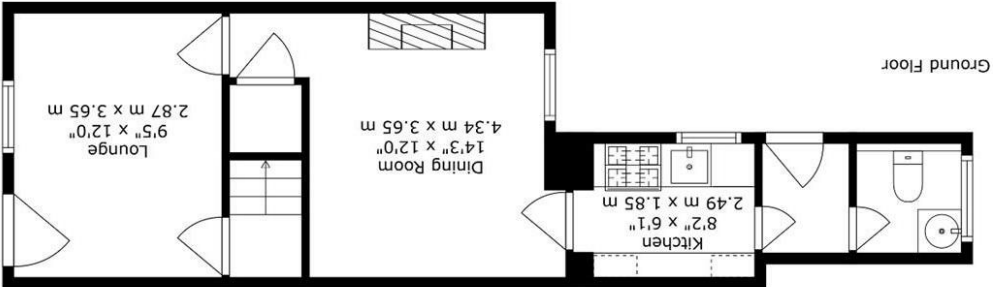 Ground Floor
Kitchen
8'2" x 6'1"
2.49 m x 1.85 m
Dining Room
14'3" x 12'0"
4.34 m x 3.65 m
Lounge
9'5" x 12'0"
2.87 m x 3.65 m